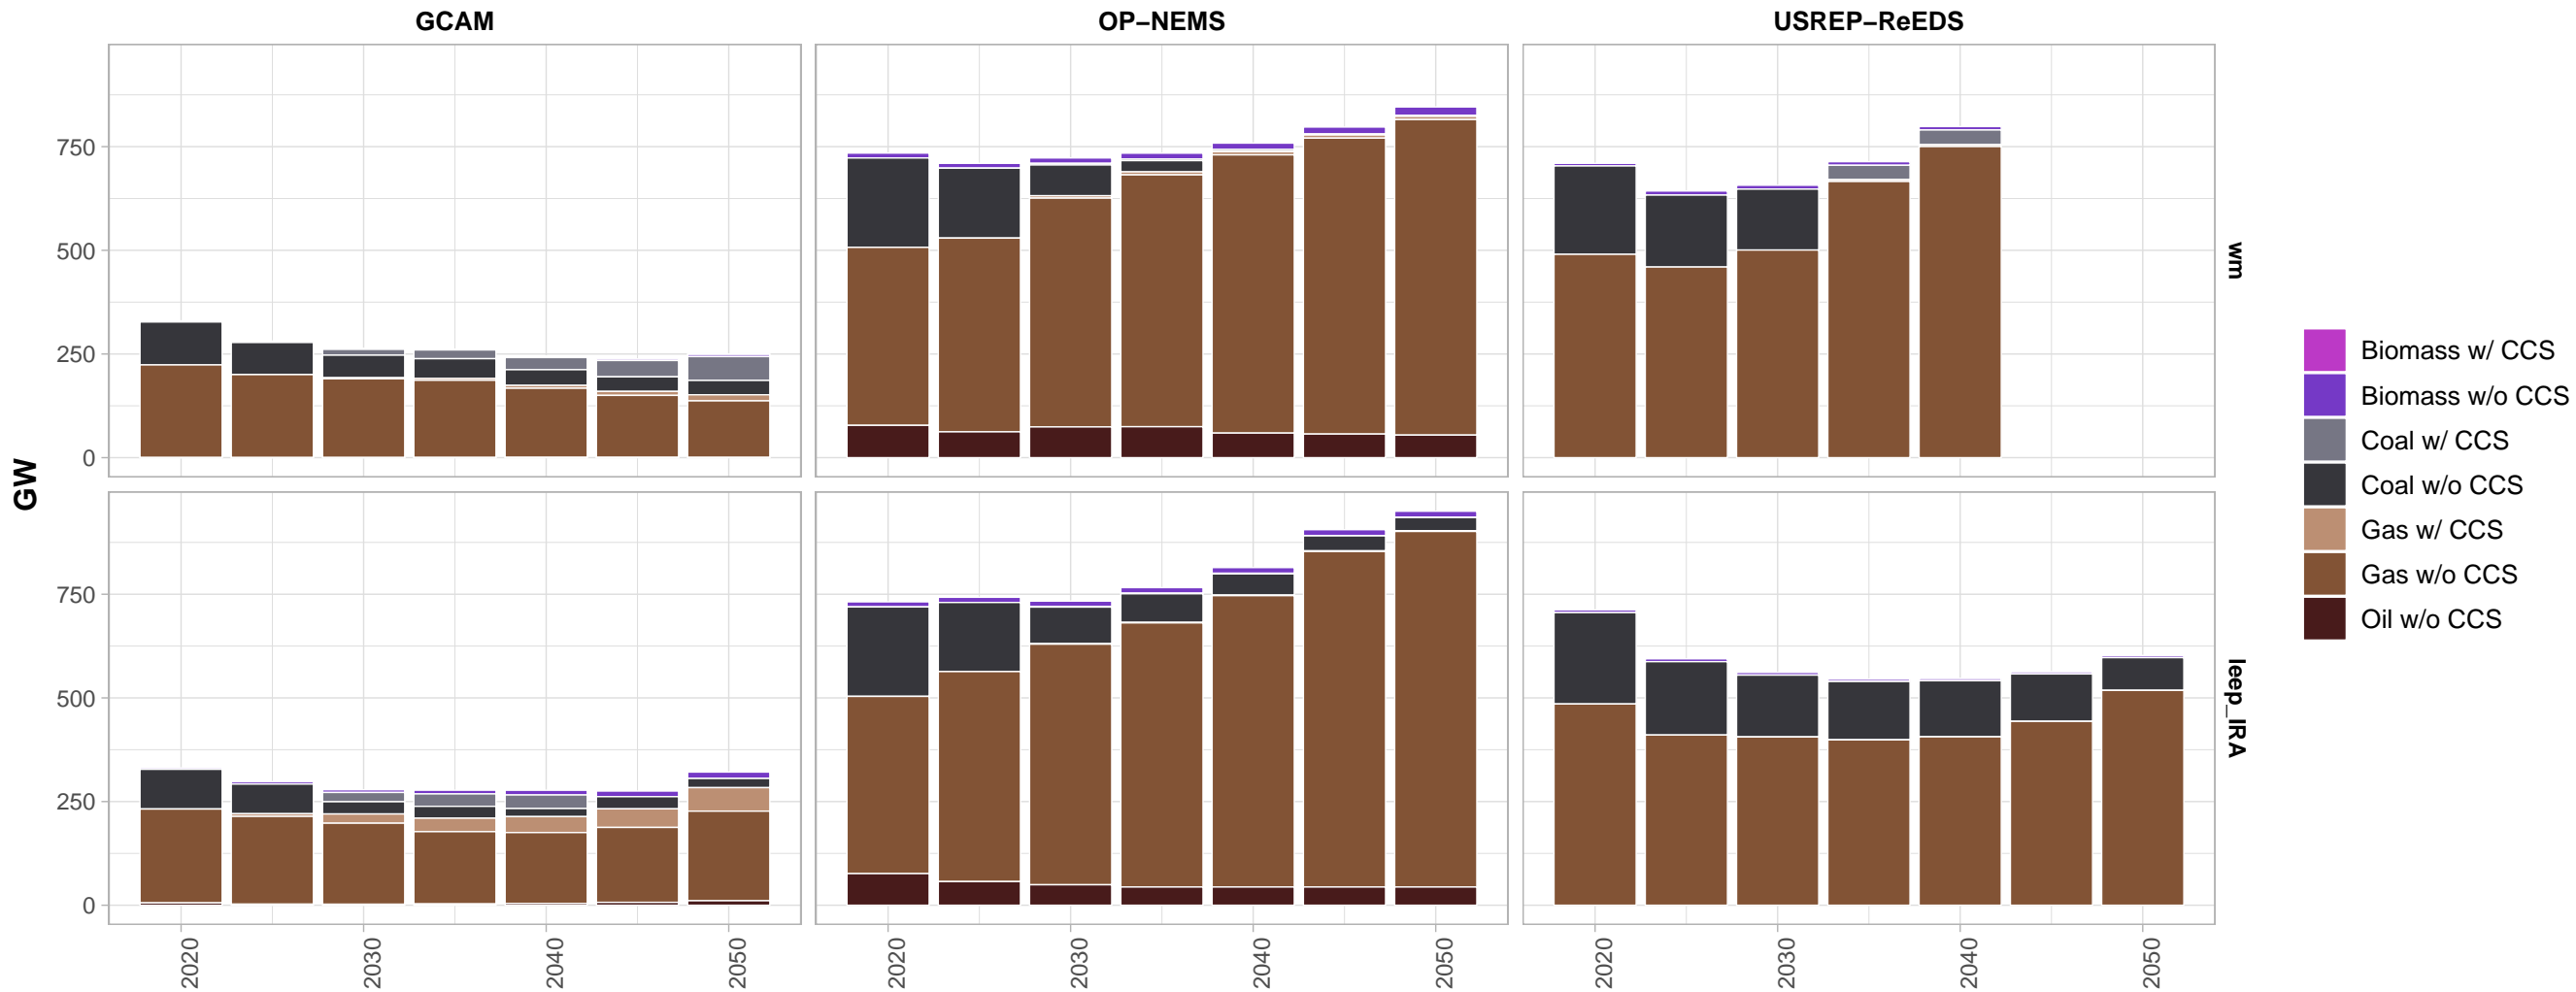 GCAM
OP−NEMS
USREP−ReEDS
GW
750
500
250
0
wm
750
500
250
0
leep_IRA
2020
2030
2040
2050
2020
2030
2040
2050
2020
2030
2040
2050
Biomass w/ CCS
Biomass w/o CCS
Coal w/ CCS
Coal w/o CCS
Gas w/ CCS
Gas w/o CCS
Oil w/o CCS